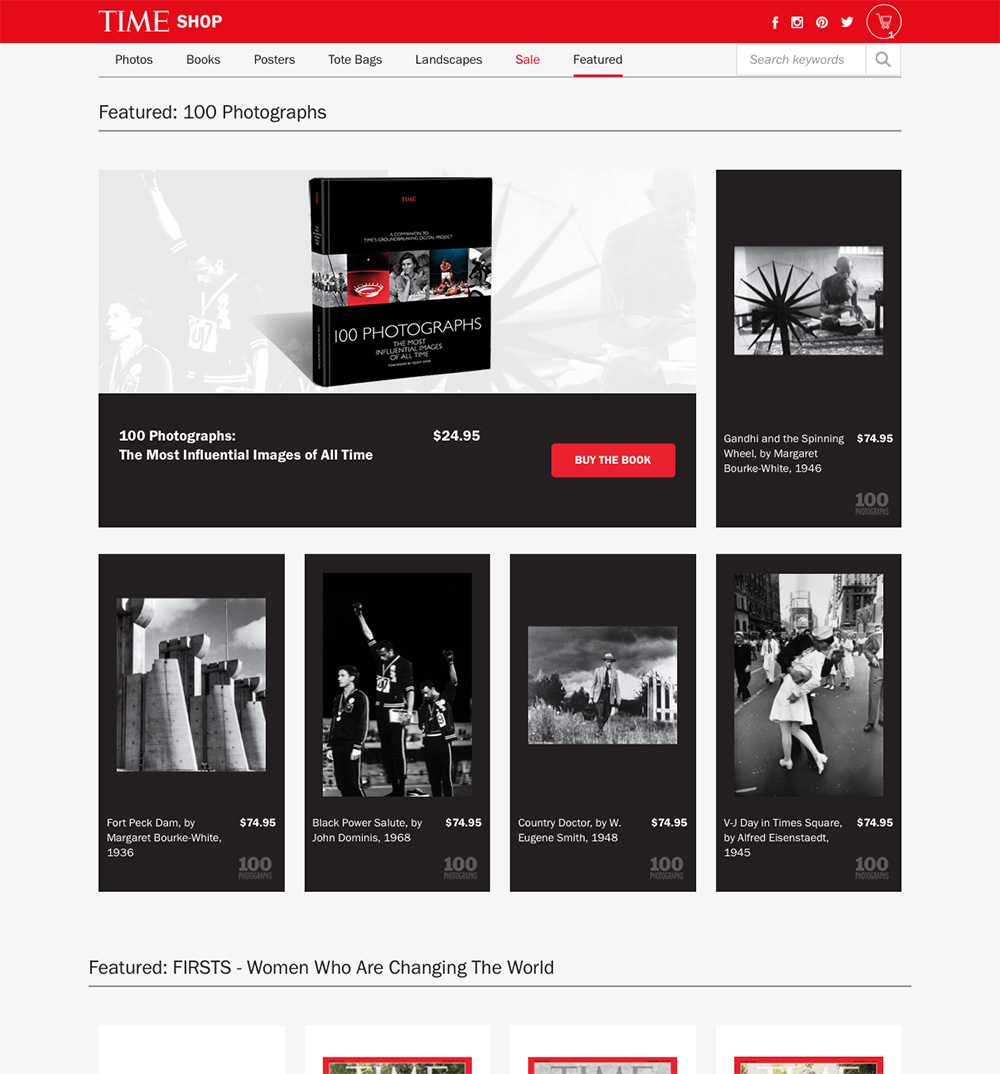 TIME SHOP
1
Photos
Books
Posters
Tote Bags
Landscapes
Sale
Featured
Search keywords
Featured: 100 Photographs
TIME
A COMPANION TO
TIME'S GROUNDBREAKING DIGITAL PROJECT
100 PHOTOGRAPHS
THE MOST
INFLUENTIAL IMAGES
OF ALL TIME
100 Photographs:
The Most Influential Images of All Time
$24.95
BUY THE BOOK
Gandhi and the Spinning
Wheel, by Margaret
Bourke-White, 1946
$74.95
100
PHOTOGRAPHS
Fort Peck Dam, by
Margaret Bourke-White,
1936
$74.95
100
PHOTOGRAPHS
Black Power Salute, by
John Dominis, 1968
$74.95
100
PHOTOGRAPHS
Country Doctor, by W.
Eugene Smith, 1948
$74.95
100
PHOTOGRAPHS
V-J Day in Times Square,
by Alfred Eisenstaedt,
1945
$74.95
100
PHOTOGRAPHS
Featured: FIRSTS - Women Who Are Changing The World
TIME
TIME
TIME